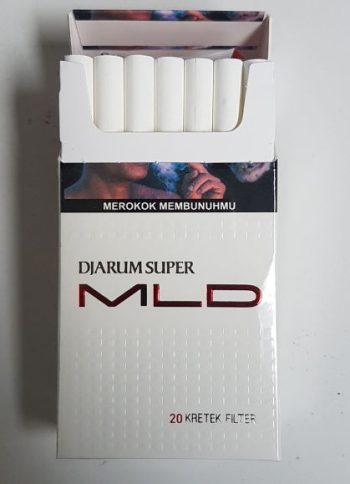 MEROKOK MEMBUNUHMU
DJARUM SUPER
MLD
20 KRETEK FILTER